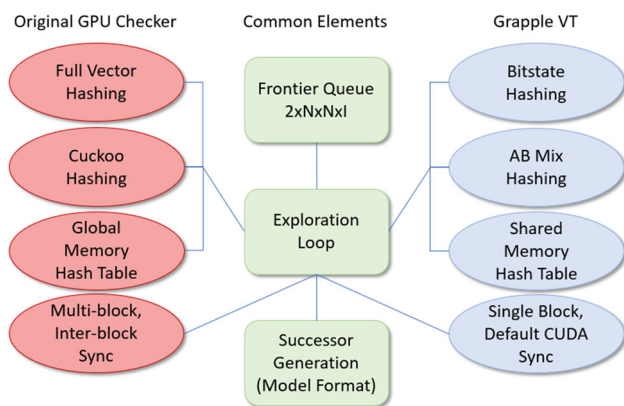 Original GPU Checker
Common Elements
Grapple VT
Full Vector
Hashing
Frontier Queue
2xNxNxI
Bitstate
Hashing
Cuckoo
Hashing
AB Mix
Hashing
Exploration
Loop
Global
Memory
Hash Table
Shared
Memory
Hash Table
Multi-block,
Inter-block
Sync
Successor
Generation
(Model Format)
Single Block,
Default CUDA
Sync